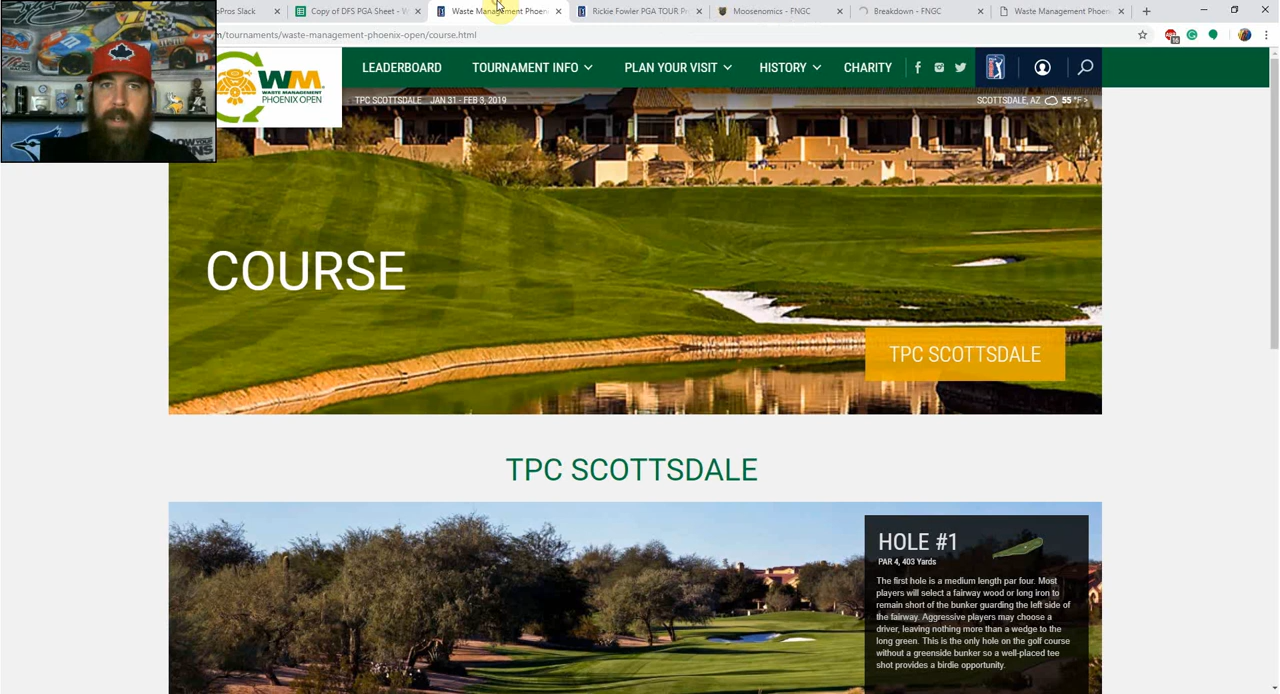 oPros Slack
Copy of DFS PGA Sheet - W
Waste Management Phoen
Rickie Fowler PGA TOUR Pr
Moosenomics - FNGC
Breakdown - FNGC
Waste Management Phoen
m/tournaments/waste-management-phoenix-open/course.html
WM
WASTE MANAGEMENT
PHOENIX OPEN
LEADERBOARD
TOURNAMENT INFO
PLAN YOUR VISIT
HISTORY
CHARITY
TPC SCOTTSDALE JAN 31 - FEB 3, 2019
SCOTTSDALE, AZ 55 °F >
COURSE
TPC SCOTTSDALE
TPC SCOTTSDALE
HOLE #1
PAR 4, 403 Yards
The first hole is a medium length par four. Most
players will select a fairway wood or long iron to
remain short of the bunker guarding the left side of
the fairway. Aggressive players may choose a
driver, leaving nothing more than a wedge to the
long green. This is the only hole on the golf course
without a greenside bunker so a well-placed tee
shot provides a birdie opportunity.